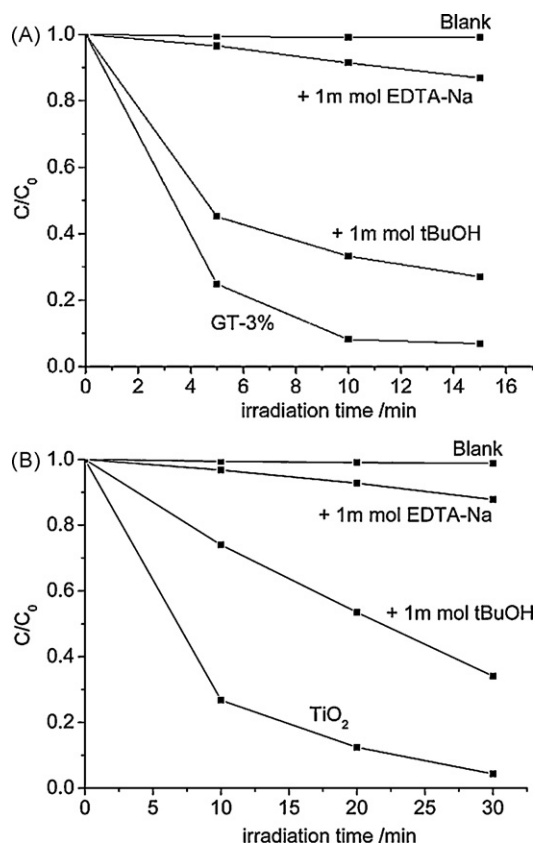 (A)
1.0
0.8
0.6
0.4
0.2
0.0
C/C0
Blank
+ 1m mol EDTA-Na
+ 1m mol tBuOH
GT-3%
0 2 4 6 8 10 12 14 16
irradiation time /min
(B)
1.0
0.8
0.6
0.4
0.2
0.0
C/C0
Blank
+ 1m mol EDTA-Na
+ 1m mol tBuOH
TiO2
0 5 10 15 20 25 30
irradiation time /min